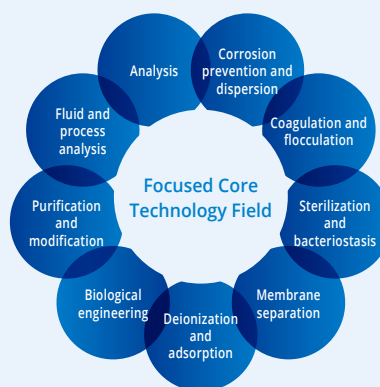 Analysis
Corrosion
prevention and
dispersion
Coagulation and
flocculation
Sterilization
and
bacteriostasis
Membrane
separation
Deionization
and
adsorption
Biological
engineering
Purification
and
modification
Fluid and
process
analysis
Focused Core
Technology Field